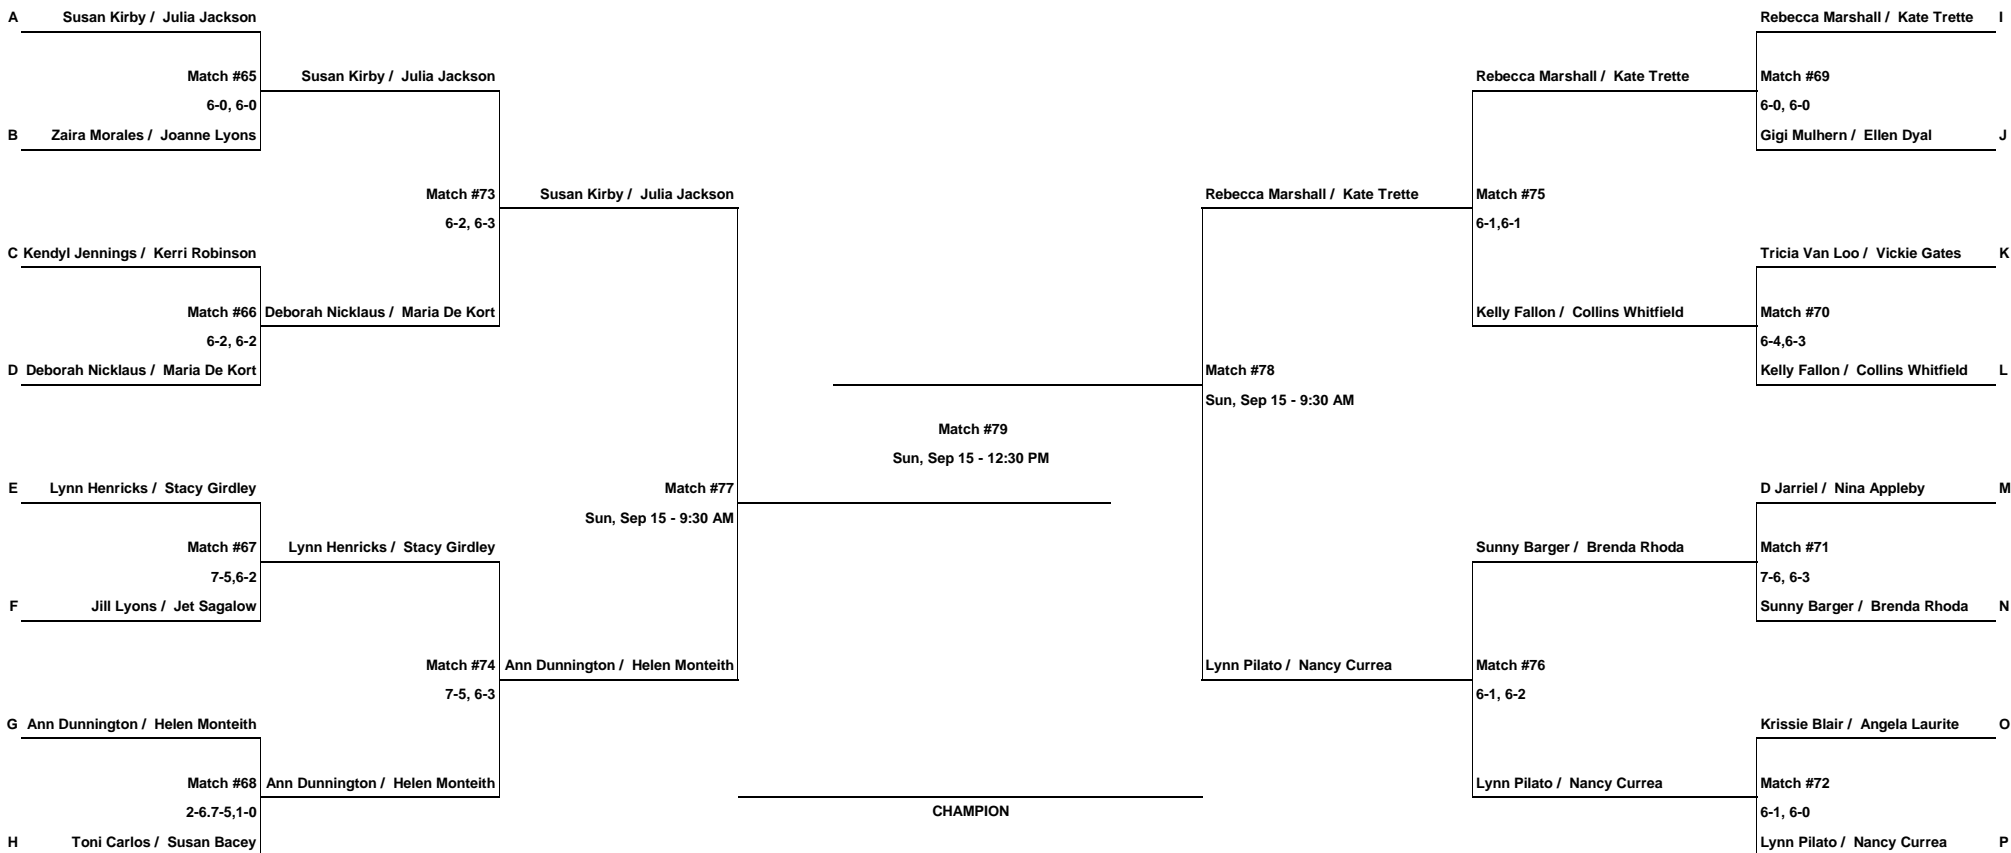 A Susan Kirby / Julia Jackson
Rebecca Marshall / Kate Trette I
Match #65
Susan Kirby / Julia Jackson
Rebecca Marshall / Kate Trette
Match #69
6-0, 6-0
6-0, 6-0
B Zaira Morales / Joanne Lyons
Gigi Mulhern / Ellen Dyal J
Match #73
Susan Kirby / Julia Jackson
Rebecca Marshall / Kate Trette
Match #75
6-2, 6-3
6-1,6-1
C Kendyl Jennings / Kerri Robinson
Tricia Van Loo / Vickie Gates K
Match #66
Deborah Nicklaus / Maria De Kort
Kelly Fallon / Collins Whitfield
Match #70
6-2, 6-2
6-4,6-3
D Deborah Nicklaus / Maria De Kort
Match #78
Kelly Fallon / Collins Whitfield L
Sun, Sep 15 - 9:30 AM
Match #79
Sun, Sep 15 - 12:30 PM
E Lynn Henricks / Stacy Girdley
Match #77
D Jarriel / Nina Appleby M
Sun, Sep 15 - 9:30 AM
Match #67
Lynn Henricks / Stacy Girdley
Sunny Barger / Brenda Rhoda
Match #71
7-5,6-2
7-6, 6-3
F Jill Lyons / Jet Sagalow
Sunny Barger / Brenda Rhoda N
Match #74
Ann Dunnington / Helen Monteith
Lynn Pilato / Nancy Currea
Match #76
7-5, 6-3
6-1, 6-2
G Ann Dunnington / Helen Monteith
Krissie Blair / Angela Laurite O
Match #68
Ann Dunnington / Helen Monteith
Lynn Pilato / Nancy Currea
Match #72
2-6.7-5,1-0
CHAMPION
6-1, 6-0
H Toni Carlos / Susan Bacey
Lynn Pilato / Nancy Currea P